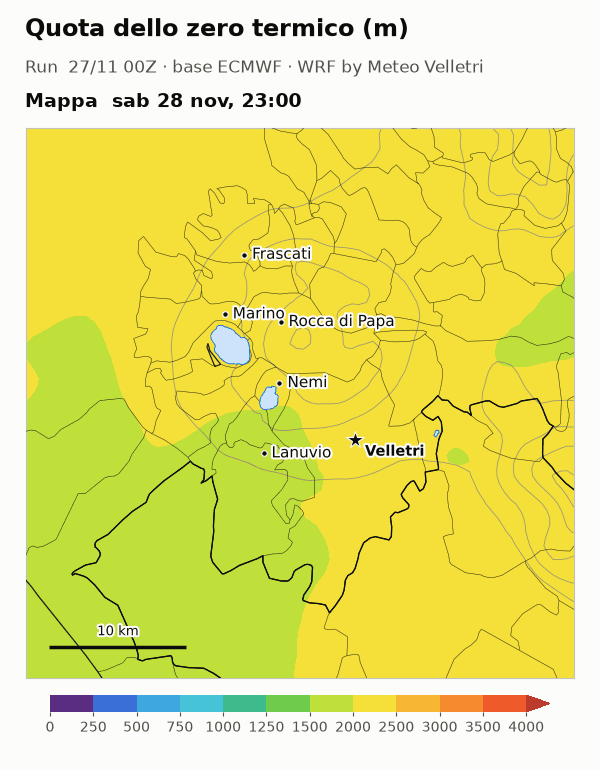 Quota dello zero termico (m)
Run  27/11 00Z · base ECMWF · WRF by Meteo Velletri
Mappa  sab 28 nov, 23:00
Frascati
Marino
Rocca di Papa
Nemi
Velletri
Lanuvio
10 km
0 250 500 750 1000 1250 1500 2000 2500 3000 3500 4000